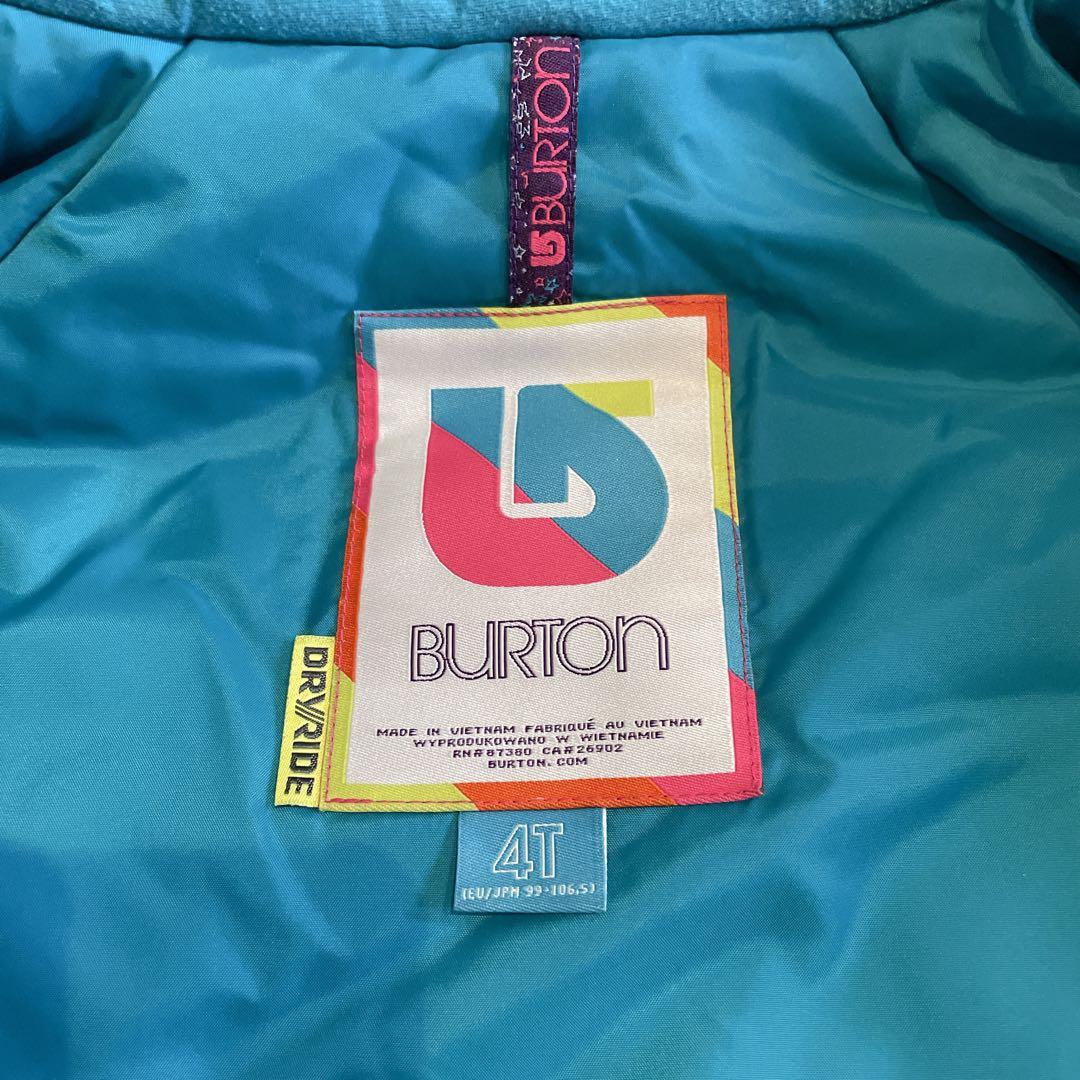 BURTON
BURTON
MADE IN VIETNAM FABRIQUÉ AU VIETNAM
WYPRODUKOWANO W WIETNAMIE
RN#87380 CA#26902
BURTON.COM
DRY//RIDE
4T
(EU/JPN 99-106,5)